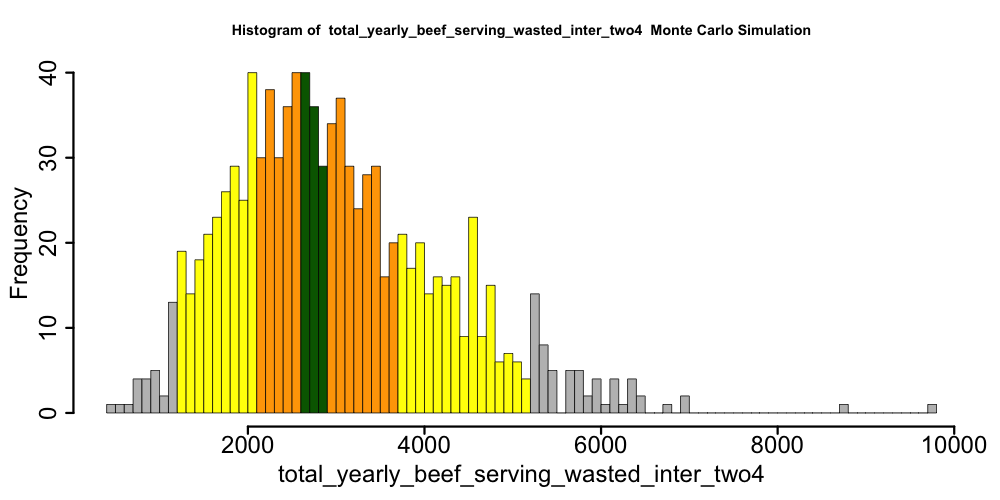 Histogram of  total_yearly_beef_serving_wasted_inter_two4  Monte Carlo Simulation
40
30
20
10
0
Frequency
2000 4000 6000 8000 10000
total_yearly_beef_serving_wasted_inter_two4